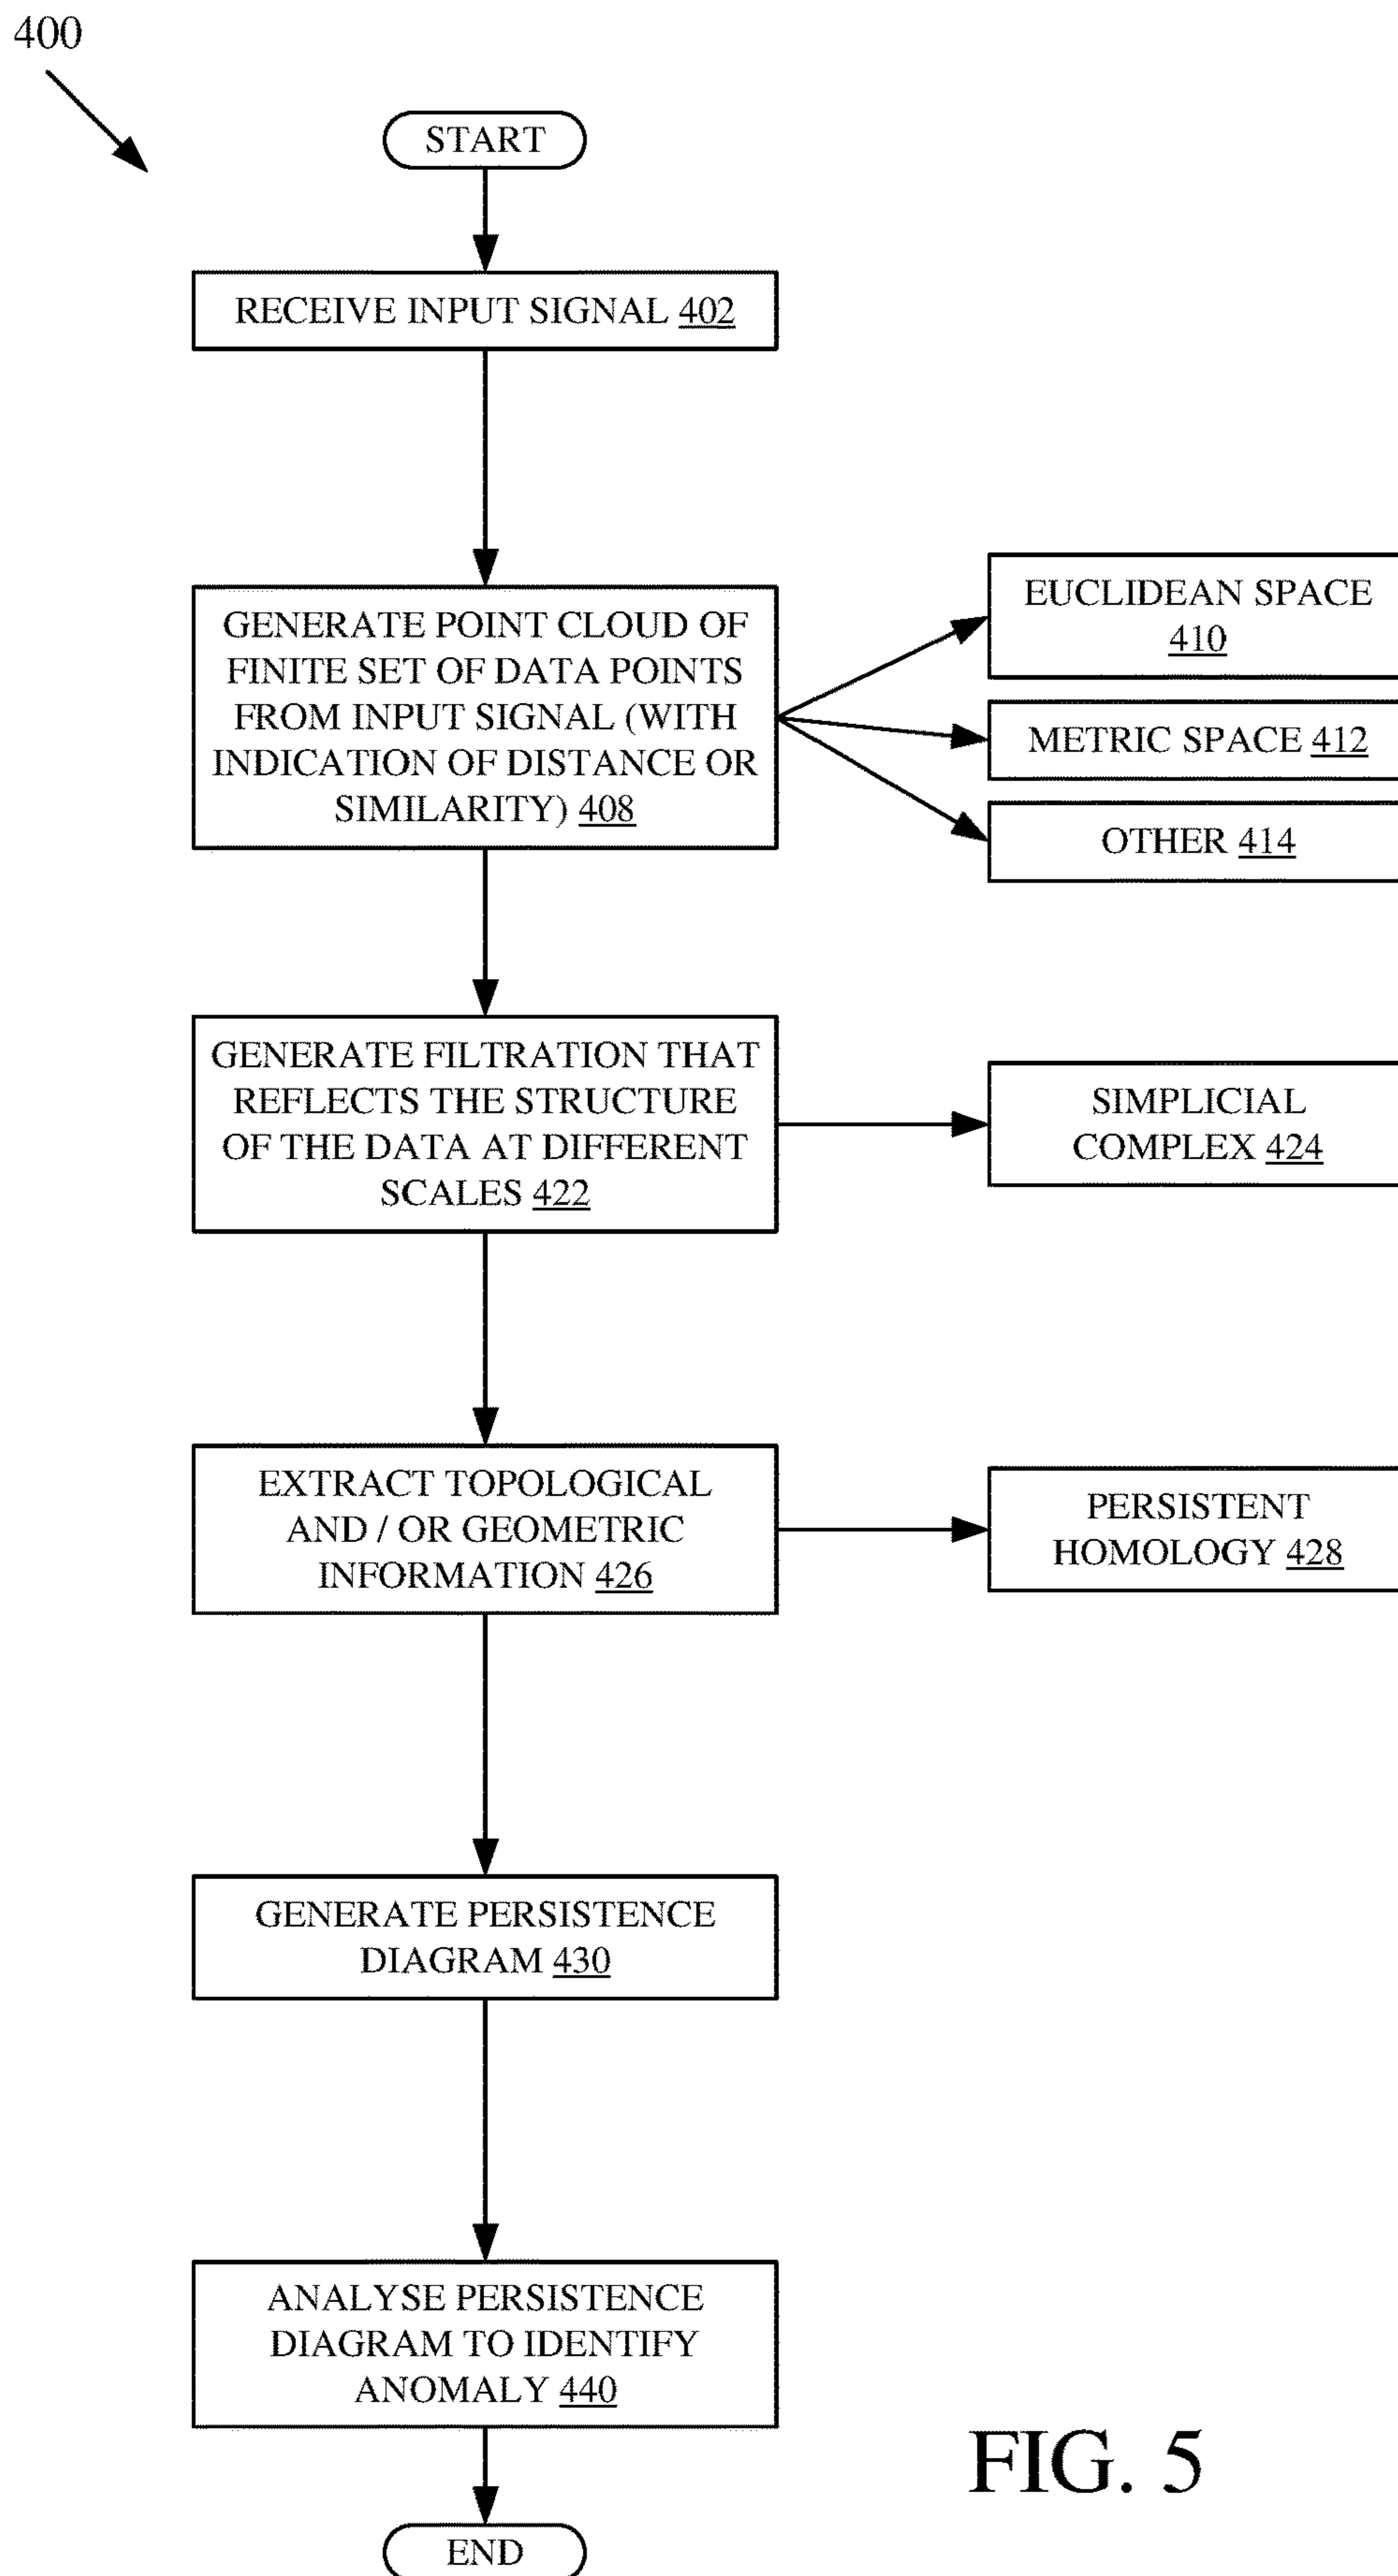 400
START
RECEIVE INPUT SIGNAL 402
GENERATE POINT CLOUD OF
FINITE SET OF DATA POINTS
FROM INPUT SIGNAL (WITH
INDICATION OF DISTANCE OR
SIMILARITY) 408
EUCLIDEAN SPACE
410
METRIC SPACE 412
OTHER 414
GENERATE FILTRATION THAT
REFLECTS THE STRUCTURE
OF THE DATA AT DIFFERENT
SCALES 422
SIMPLICIAL
COMPLEX 424
EXTRACT TOPOLOGICAL
AND / OR GEOMETRIC
INFORMATION 426
PERSISTENT
HOMOLOGY 428
GENERATE PERSISTENCE
DIAGRAM 430
ANALYSE PERSISTENCE
DIAGRAM TO IDENTIFY
ANOMALY 440
END
FIG. 5